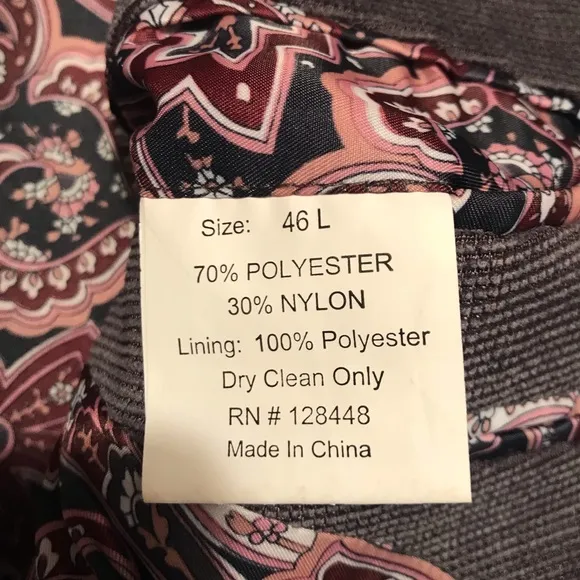 Size: 46 L
70% POLYESTER
30% NYLON
Lining: 100% Polyester
Dry Clean Only
RN # 128448
Made In China